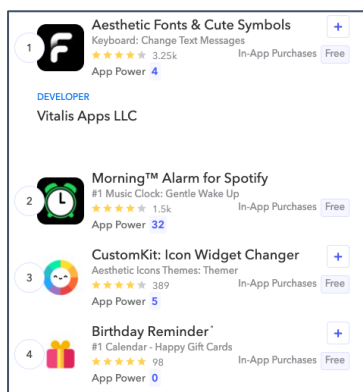 Aesthetic Fonts & Cute Symbols
+
Keyboard: Change Text Messages
1
★★★★★ 3.25k
In-App Purchases Free
App Power 4
DEVELOPER
Vitalis Apps LLC
Morning™ Alarm for Spotify
#1 Music Clock: Gentle Wake Up
2
★★★★★ 1.5k
In-App Purchases Free
App Power 32
CustomKit: Icon Widget Changer
+
Aesthetic Icons Themes: Themer
3
★★★★★ 389
In-App Purchases Free
App Power 5
Birthday Reminder
+
#1 Calendar - Happy Gift Cards
4
★★★★★ 98
In-App Purchases Free
App Power 0